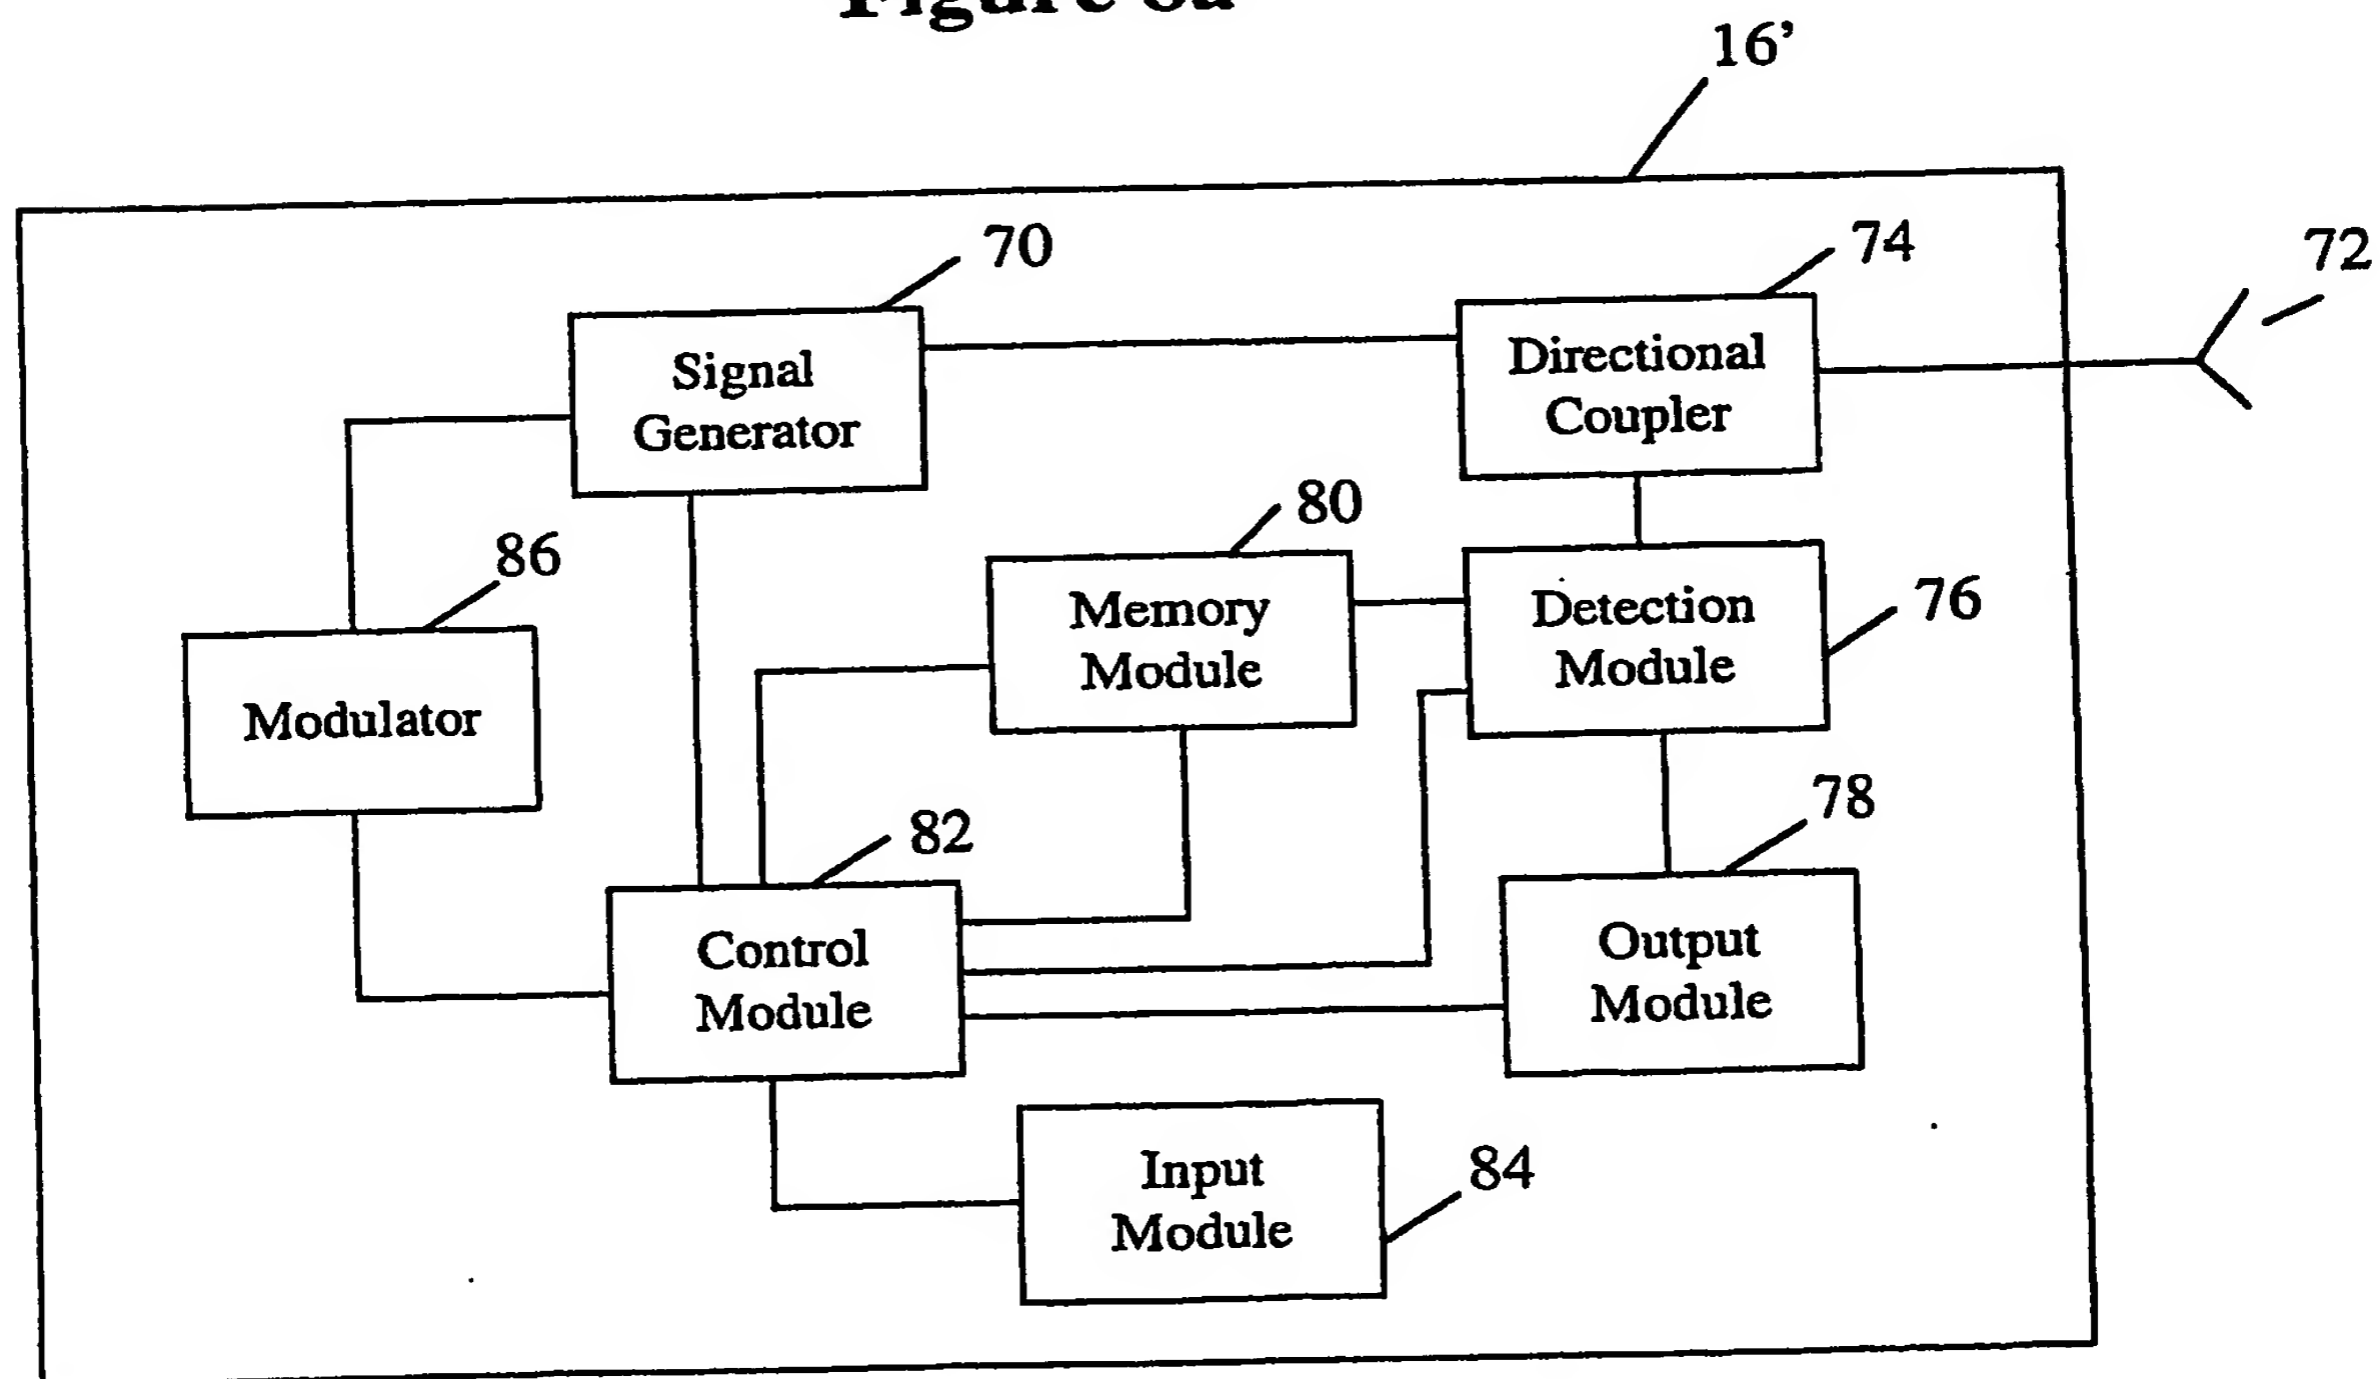 16’
70
74
72
Signal
Generator
Directional
Coupler
80
86
Memory
Module
Detection
Module
76
Modulator
78
82
Control
Module
Output
Module
Input
Module
84